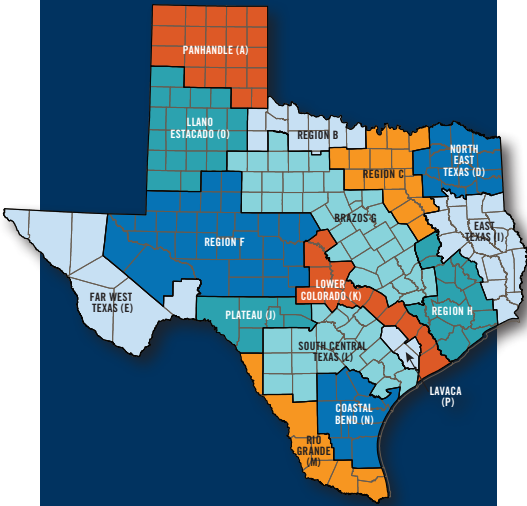 PANHANDLE (A)
LLANO
ESTACADO (O)
REGION B
NORTH
EAST
TEXAS (D)
REGION C
BRAZOS G
EAST
TEXAS (I)
REGION F
FAR WEST
TEXAS (E)
LOWER
COLORADO (K)
PLATEAU (J)
REGION H
SOUTH CENTRAL
TEXAS (L)
LAVACA
(P)
COASTAL
BEND (N)
RIO
GRANDE
(M)